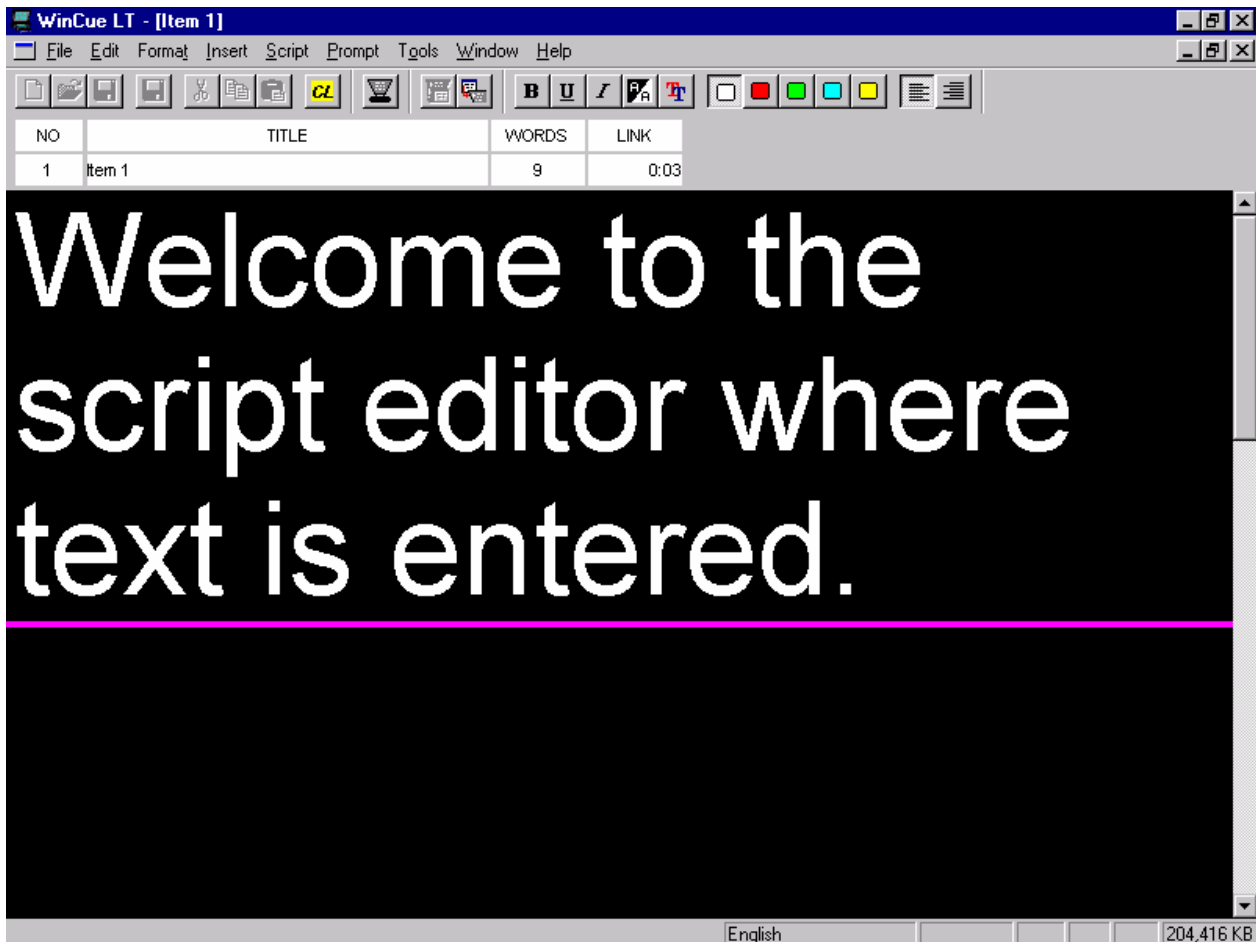 WinCue LT - [Item 1]
File Edit Format Insert Script Prompt Tools Window Help
CL B U I A A T T
NO TITLE WORDS LINK
1 Item 1 9 0:03
Welcome to the
script editor where
text is entered.
English 204,416 KB